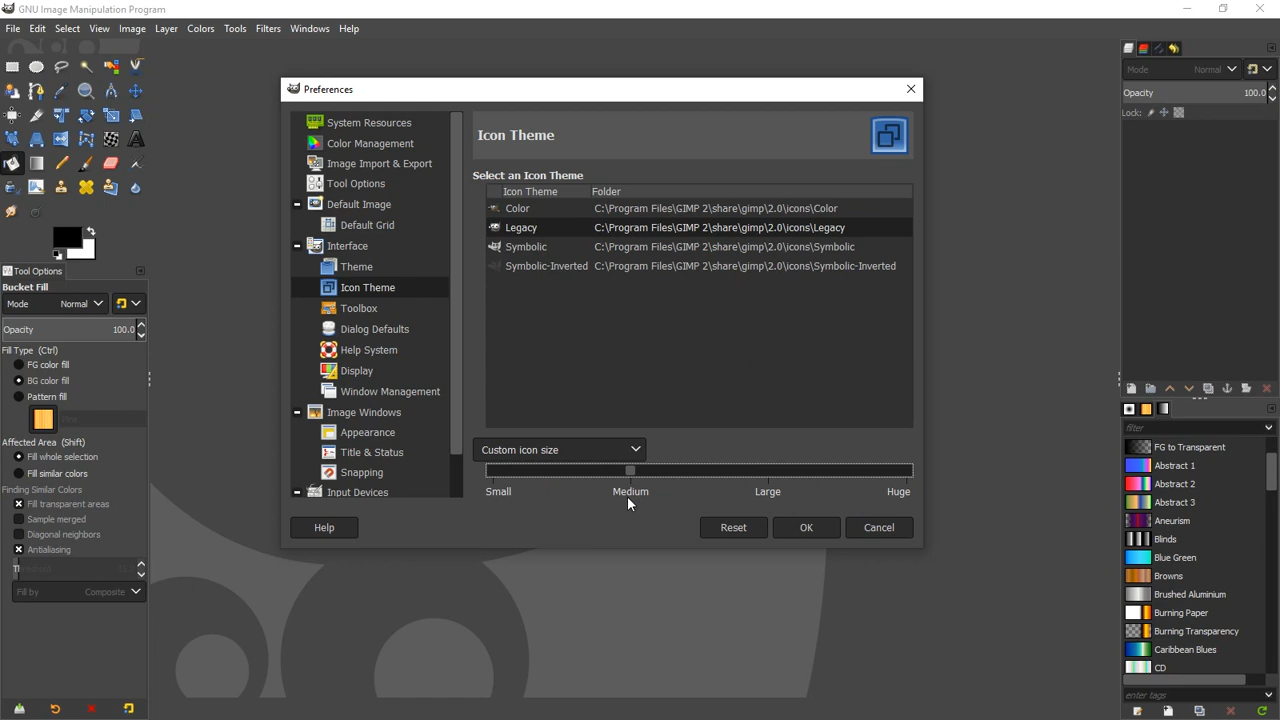 GNU Image Manipulation Program
File Edit Select View Image Layer Colors Tools Filters Windows Help
Tool Options
Bucket Fill
Mode Normal
Opacity 100.0
Fill Type (Ctrl)
FG color fill
BG color fill
Pattern fill
Affected Area (Shift)
Fill whole selection
Fill similar colors
Finding Similar Colors
Fill transparent areas
Sample merged
Diagonal neighbors
Antialiasing
Fill by Composite
Preferences
System Resources
Color Management
Image Import & Export
Tool Options
Default Image
Default Grid
Interface
Theme
Icon Theme
Toolbox
Dialog Defaults
Help System
Display
Window Management
Image Windows
Appearance
Title & Status
Snapping
Input Devices
Icon Theme
Select an Icon Theme
Icon Theme Folder
Color C:\Program Files\GIMP 2\share\gimp\2.0\icons\Color
Legacy C:\Program Files\GIMP 2\share\gimp\2.0\icons\Legacy
Symbolic C:\Program Files\GIMP 2\share\gimp\2.0\icons\Symbolic
Symbolic-Inverted C:\Program Files\GIMP 2\share\gimp\2.0\icons\Symbolic-Inverted
Custom icon size
Small Medium Large Huge
Help Reset OK Cancel
Mode Normal
Opacity 100.0
Lock:
filter
FG to Transparent
Abstract 1
Abstract 2
Abstract 3
Aneurism
Blinds
Blue Green
Browns
Brushed Aluminium
Burning Paper
Burning Transparency
Caribbean Blues
CD
enter tags